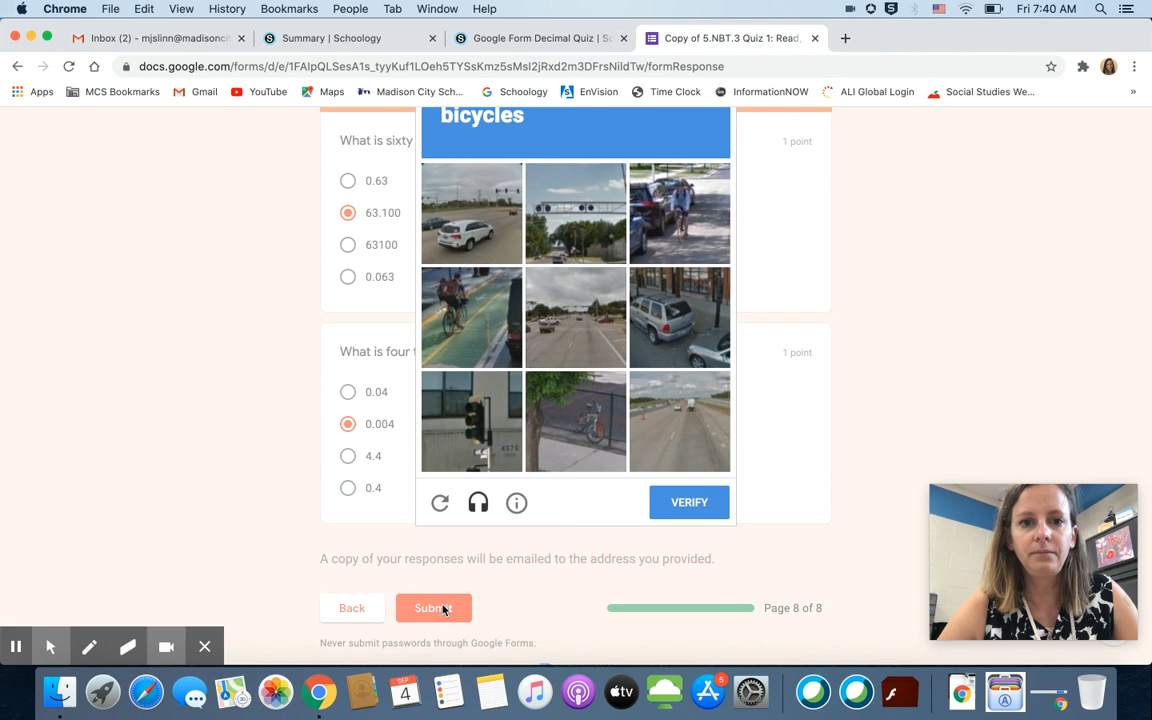 Chrome File Edit View History Bookmarks People Tab Window Help Fri 7:40 AM
Inbox (2) - mjslinn@madisonci Summary | Schoology Google Form Decimal Quiz | Sc Copy of 5.NBT.3 Quiz 1: Read,
docs.google.com/forms/d/e/1FAIpQLSesA1s_tyyKuf1LOeh5TYSsKmz5sMsI2jRxd2m3DFrsNildTw/formResponse
Apps MCS Bookmarks Gmail YouTube Maps Madison City Sch... Schoology EnVision Time Clock InformationNOW ALI Global Login Social Studies We... »
bicycles
What is sixty 1 point
0.63
63.100
63100
0.063
What is four t 1 point
0.04
0.004
4.4
0.4
VERIFY
A copy of your responses will be emailed to the address you provided.
Back Submit Page 8 of 8
Never submit passwords through Google Forms.
SEP
4
tv
5